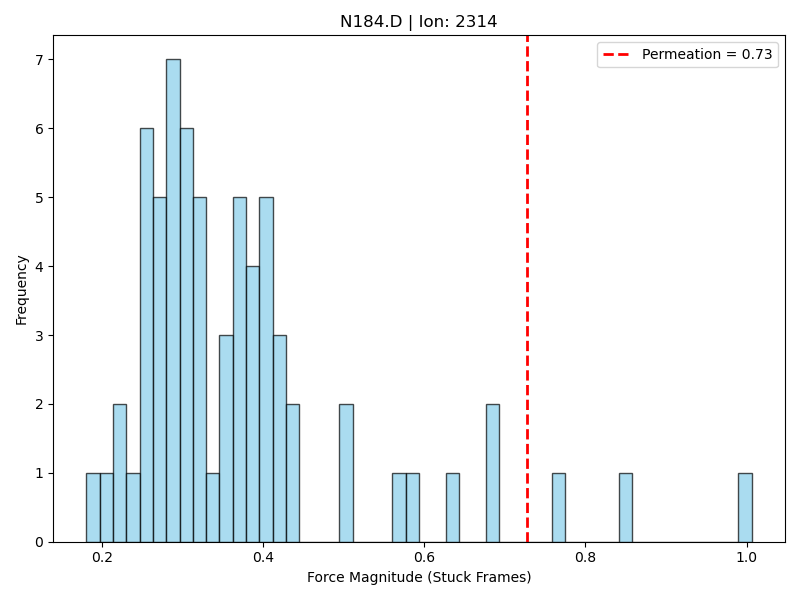 N184.D | Ion: 2314
Permeation = 0.73
Frequency
7
6
5
4
3
2
1
0
0.2 0.4 0.6 0.8 1.0
Force Magnitude (Stuck Frames)